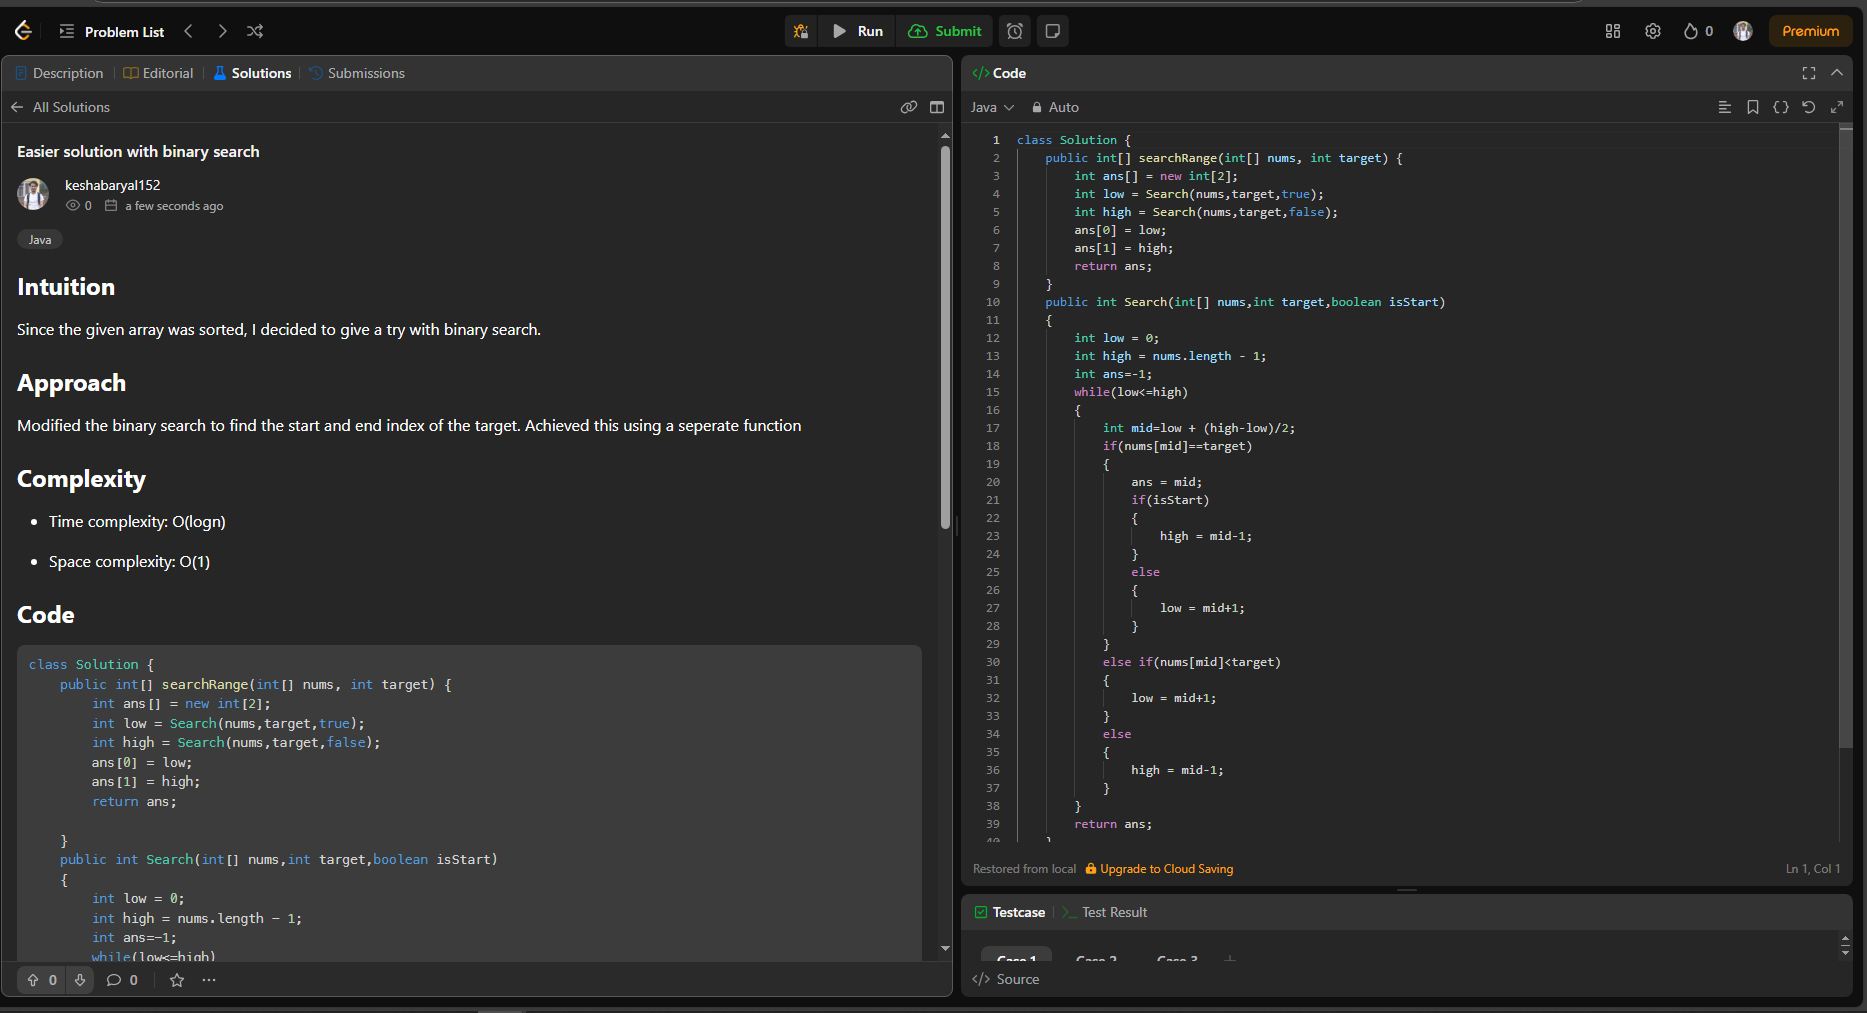 Problem List
Run
Submit
0
Premium
Description
Editorial
Solutions
Submissions
All Solutions
Easier solution with binary search
keshabaryal152
0 a few seconds ago
Java
Intuition
Since the given array was sorted, I decided to give a try with binary search.
Approach
Modified the binary search to find the start and end index of the target. Achieved this using a seperate function
Complexity
• Time complexity: O(logn)
• Space complexity: O(1)
Code
class Solution {
public int[] searchRange(int[] nums, int target) {
int ans[] = new int[2];
int low = Search(nums,target,true);
int high = Search(nums,target,false);
ans[0] = low;
ans[1] = high;
return ans;
}
public int Search(int[] nums,int target,boolean isStart)
{
int low = 0;
int high = nums.length - 1;
int ans=-1;
while(low<=high)
0
0
</> Code
Java
Auto
1 class Solution {
2 public int[] searchRange(int[] nums, int target) {
3 int ans[] = new int[2];
4 int low = Search(nums,target,true);
5 int high = Search(nums,target,false);
6 ans[0] = low;
7 ans[1] = high;
8 return ans;
9 }
10 public int Search(int[] nums,int target,boolean isStart)
11 {
12 int low = 0;
13 int high = nums.length - 1;
14 int ans=-1;
15 while(low<=high)
16 {
17 int mid=low + (high-low)/2;
18 if(nums[mid]==target)
19 {
20 ans = mid;
21 if(isStart)
22 {
23 high = mid-1;
24 }
25 else
26 {
27 low = mid+1;
28 }
29 }
30 else if(nums[mid]<target)
31 {
32 low = mid+1;
33 }
34 else
35 {
36 high = mid-1;
37 }
38 }
39 return ans;
40 }
Restored from local
Upgrade to Cloud Saving
Ln 1, Col 1
Testcase
Test Result
Case 1
Case 2
Case 3
+
</> Source